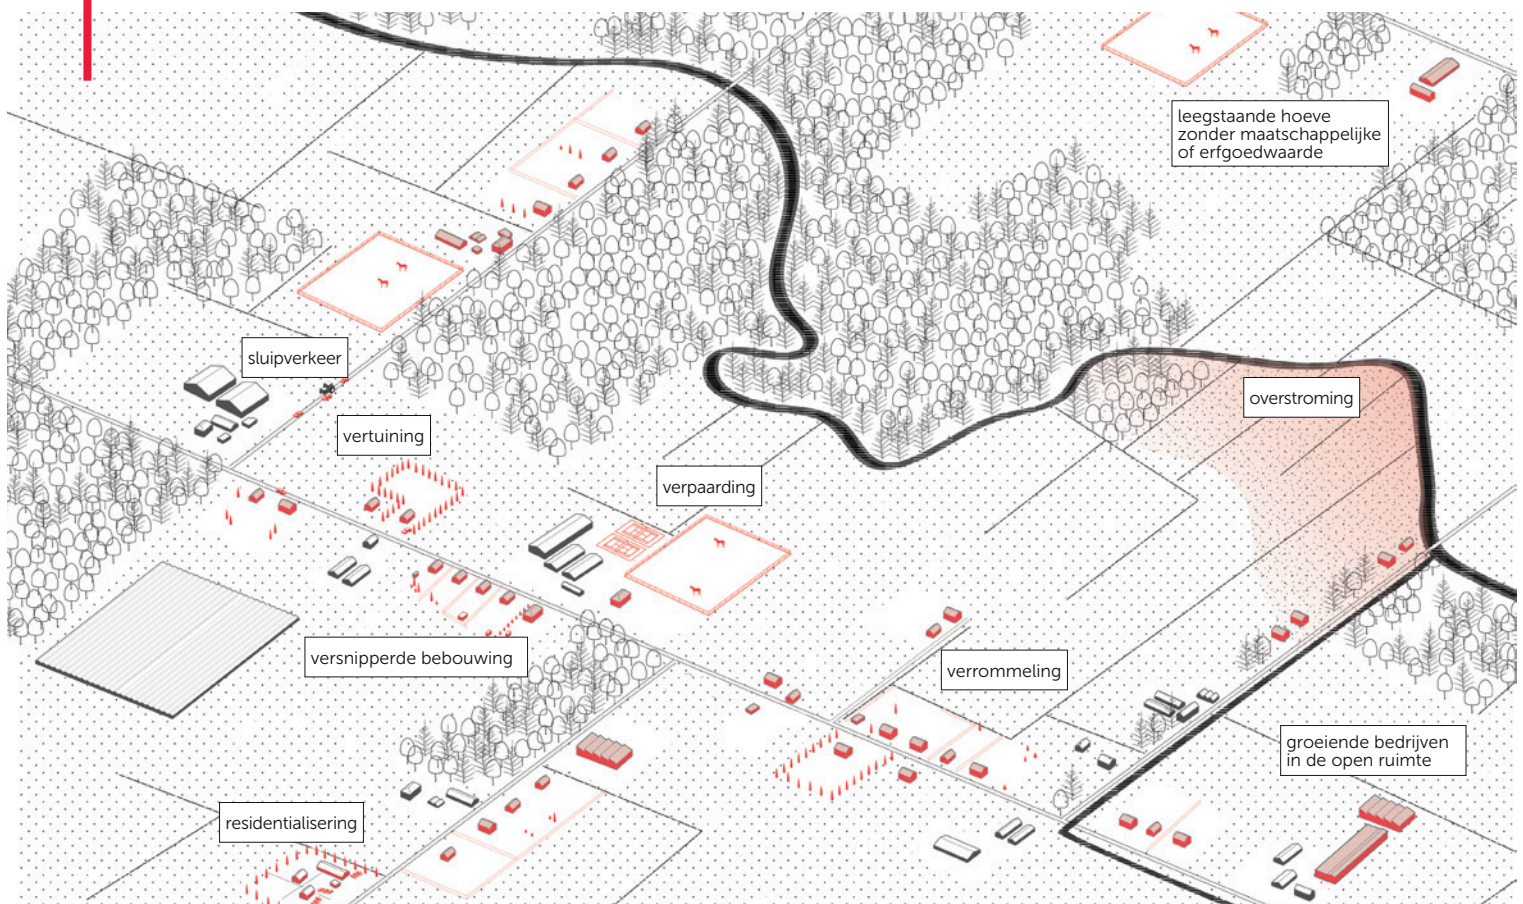 leegstaande hoeve
zonder maatschappelijke
of erfgoedwaarde
sluipverkeer
overstroming
vertuining
verpaarding
versnipperde bebouwing
verrommeling
groeiende bedrijven
in de open ruimte
residentialisering